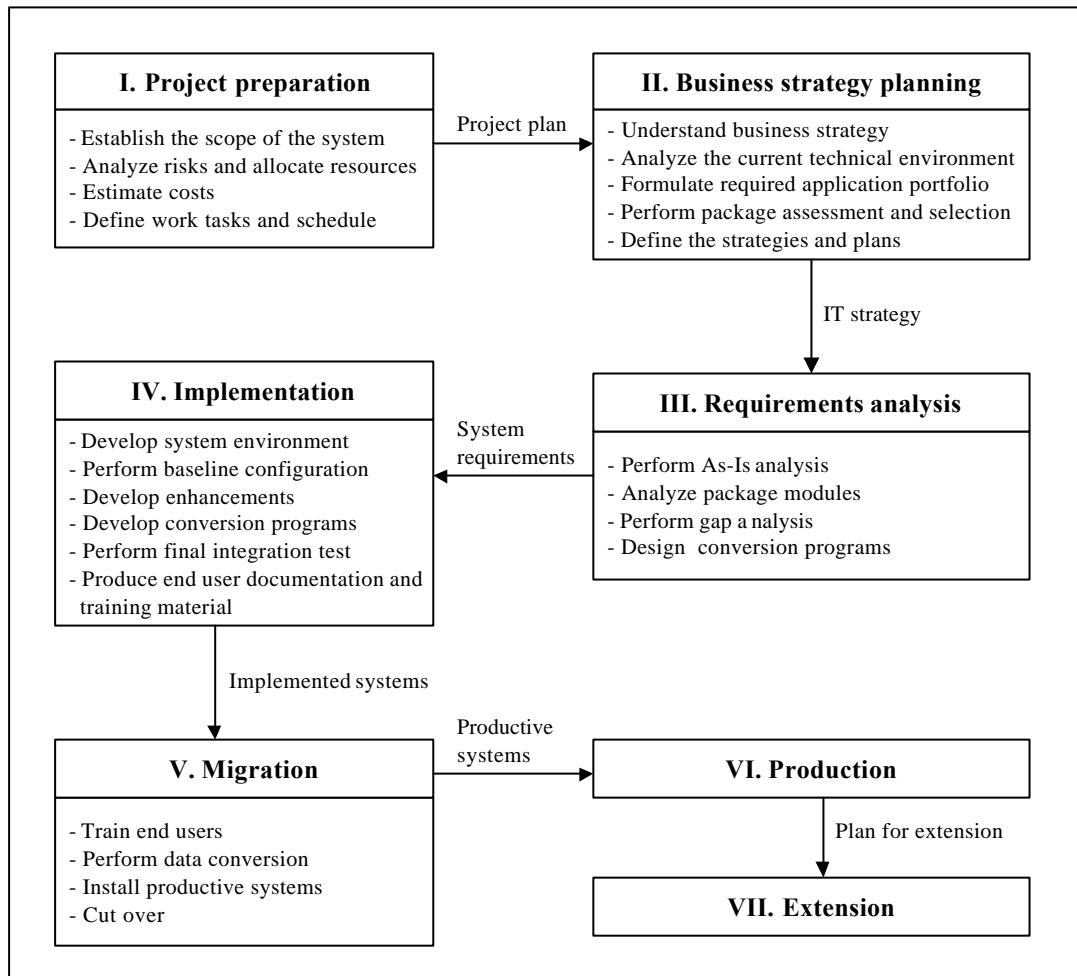 I. Project preparation
- Establish the scope of the system
- Analyze risks and allocate resources
- Estimate costs
- Define work tasks and schedule
Project plan
II. Business strategy planning
- Understand business strategy
- Analyze the current technical environment
- Formulate required application portfolio
- Perform package assessment and selection
- Define the strategies and plans
IT strategy
III. Requirements analysis
- Perform As-Is analysis
- Analyze package modules
- Perform gap a nalysis
- Design conversion programs
System
requirements
IV. Implementation
- Develop system environment
- Perform baseline configuration
- Develop enhancements
- Develop conversion programs
- Perform final integration test
- Produce end user documentation and
training material
Implemented systems
V. Migration
- Train end users
- Perform data conversion
- Install productive systems
- Cut over
Productive
systems
VI. Production
Plan for extension
VII. Extension